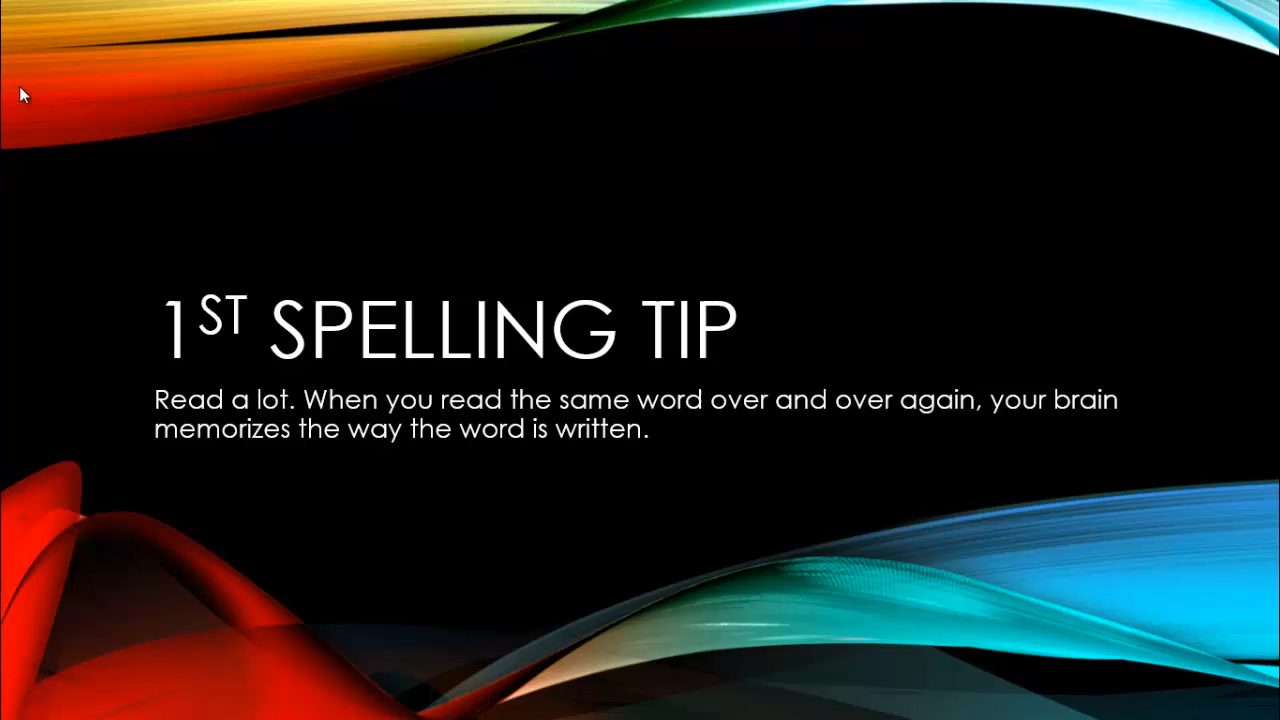 1ST SPELLING TIP
Read a lot. When you read the same word over and over again, your brain
memorizes the way the word is written.